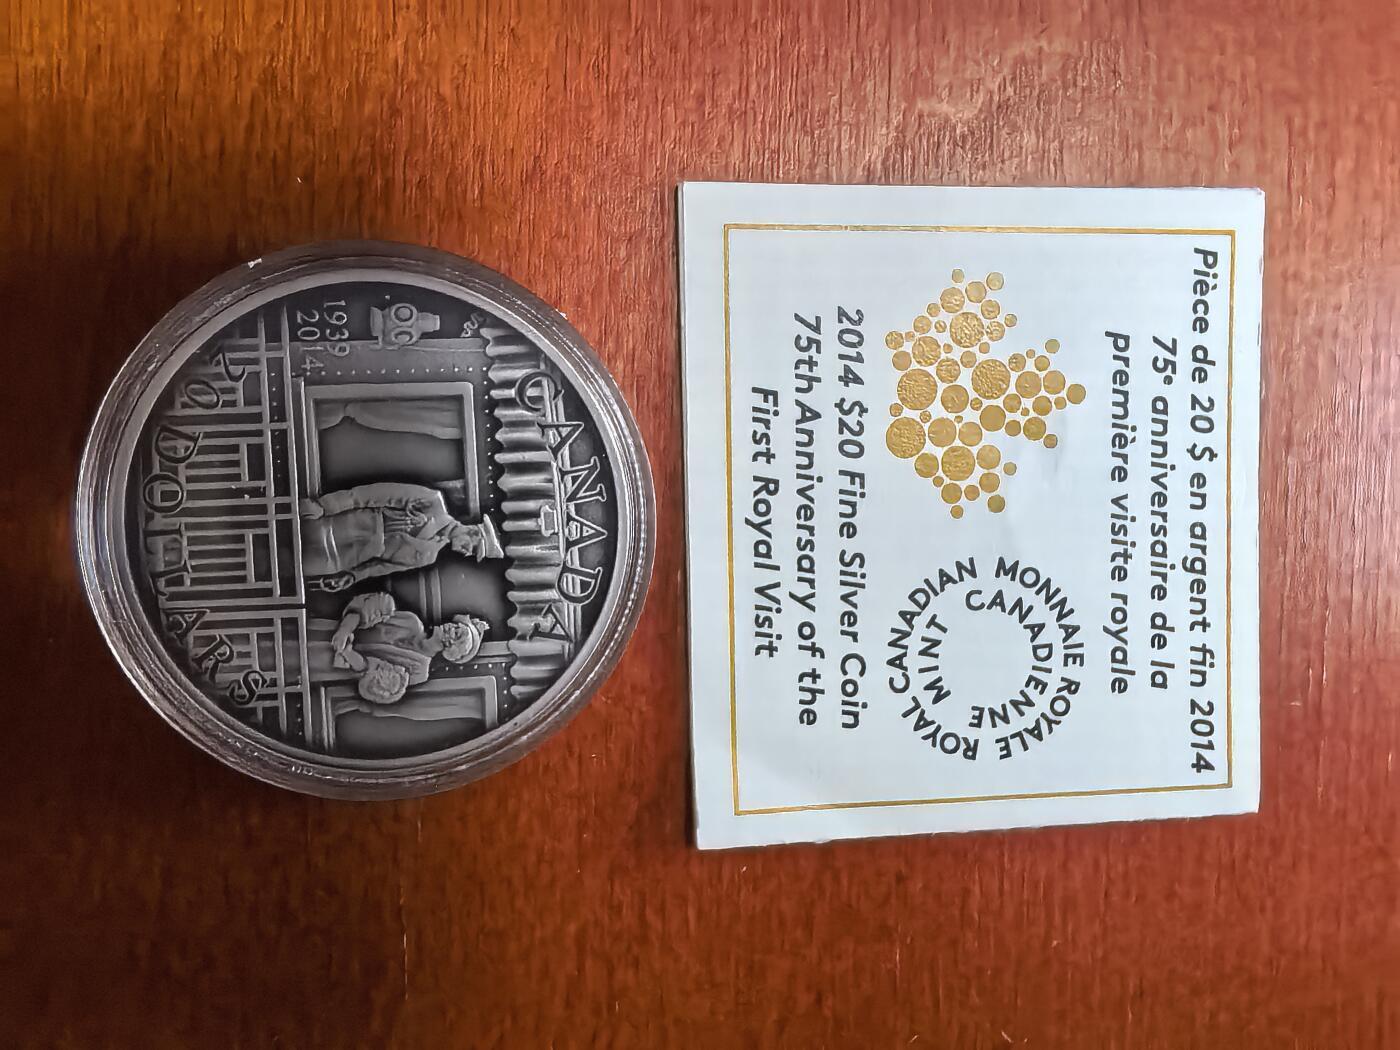 CANADA
1939
2014
20 DOLLARS
Pièce de 20 $ en argent fin 2014
75e anniversaire de la
première visite royale
MONNAIE ROYALE
CANADIENNE
ROYAL CANADIAN
MINT
2014 $20 Fine Silver Coin
75th Anniversary of the
First Royal Visit